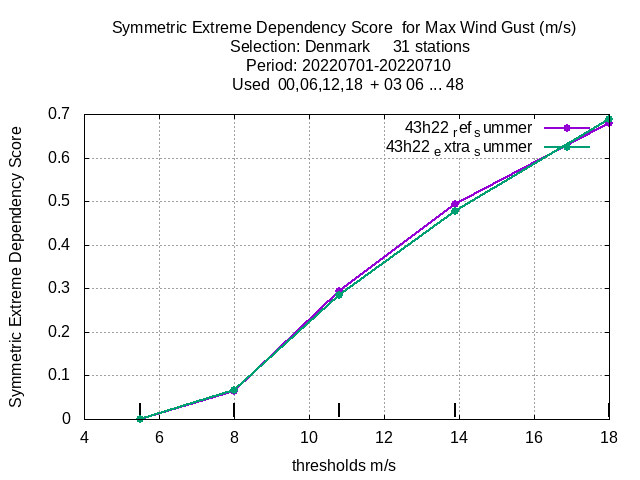 Symmetric Extreme Dependency Score  for Max Wind Gust (m/s)
Selection: Denmark     31 stations
Period: 20220701-20220710
Used  00,06,12,18  + 03 06 ... 48
43h22 ref summer
43h22 extra summer
Symmetric Extreme Dependency Score
0.7
0.6
0.5
0.4
0.3
0.2
0.1
0
4 6 8 10 12 14 16 18
thresholds m/s